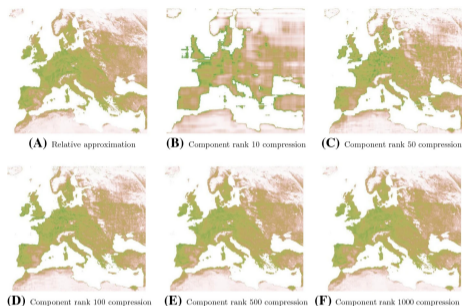 (A) Relative approximation
(B) Component rank 10 compression
(C) Component rank 50 compression
(D) Component rank 100 compression
(E) Component rank 500 compression
(F) Component rank 1000 compression